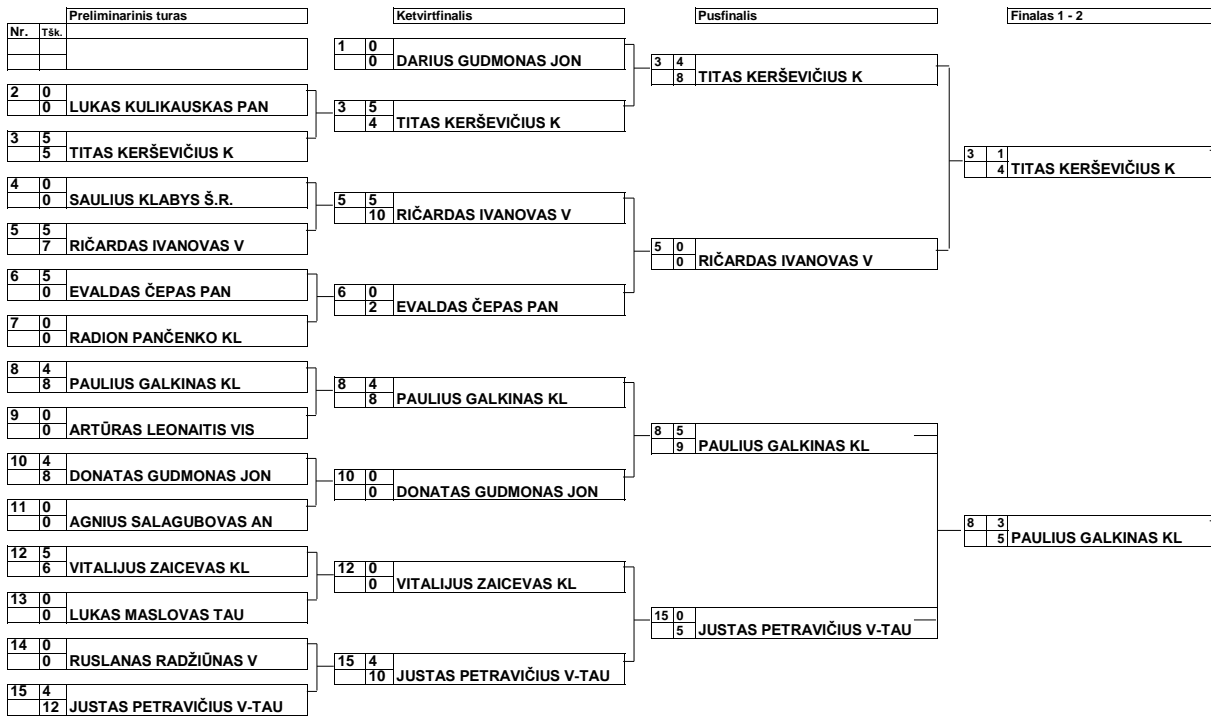 Preliminarinis turas
Ketvirtfinalis
Pusfinalis
Finalas 1 - 2
Nr. Tšk.
1 0
0 DARIUS GUDMONAS JON
3 4
8 TITAS KERŠEVIČIUS K
2 0
0 LUKAS KULIKAUSKAS PAN
3 5
4 TITAS KERŠEVIČIUS K
3 5
5 TITAS KERŠEVIČIUS K
3 1
4 TITAS KERŠEVIČIUS K
4 0
0 SAULIUS KLABYS Š.R.
5 5
10 RIČARDAS IVANOVAS V
5 5
7 RIČARDAS IVANOVAS V
5 0
0 RIČARDAS IVANOVAS V
6 5
0 EVALDAS ČEPAS PAN
6 0
2 EVALDAS ČEPAS PAN
7 0
0 RADION PANČENKO KL
8 4
8 PAULIUS GALKINAS KL
8 4
8 PAULIUS GALKINAS KL
9 0
0 ARTŪRAS LEONAITIS VIS
8 5
9 PAULIUS GALKINAS KL
10 4
8 DONATAS GUDMONAS JON
10 0
0 DONATAS GUDMONAS JON
11 0
0 AGNIUS SALAGUBOVAS AN
8 3
5 PAULIUS GALKINAS KL
12 5
6 VITALIJUS ZAICEVAS KL
12 0
0 VITALIJUS ZAICEVAS KL
13 0
0 LUKAS MASLOVAS TAU
15 0
5 JUSTAS PETRAVIČIUS V-TAU
14 0
0 RUSLANAS RADŽIŪNAS V
15 4
10 JUSTAS PETRAVIČIUS V-TAU
15 4
12 JUSTAS PETRAVIČIUS V-TAU